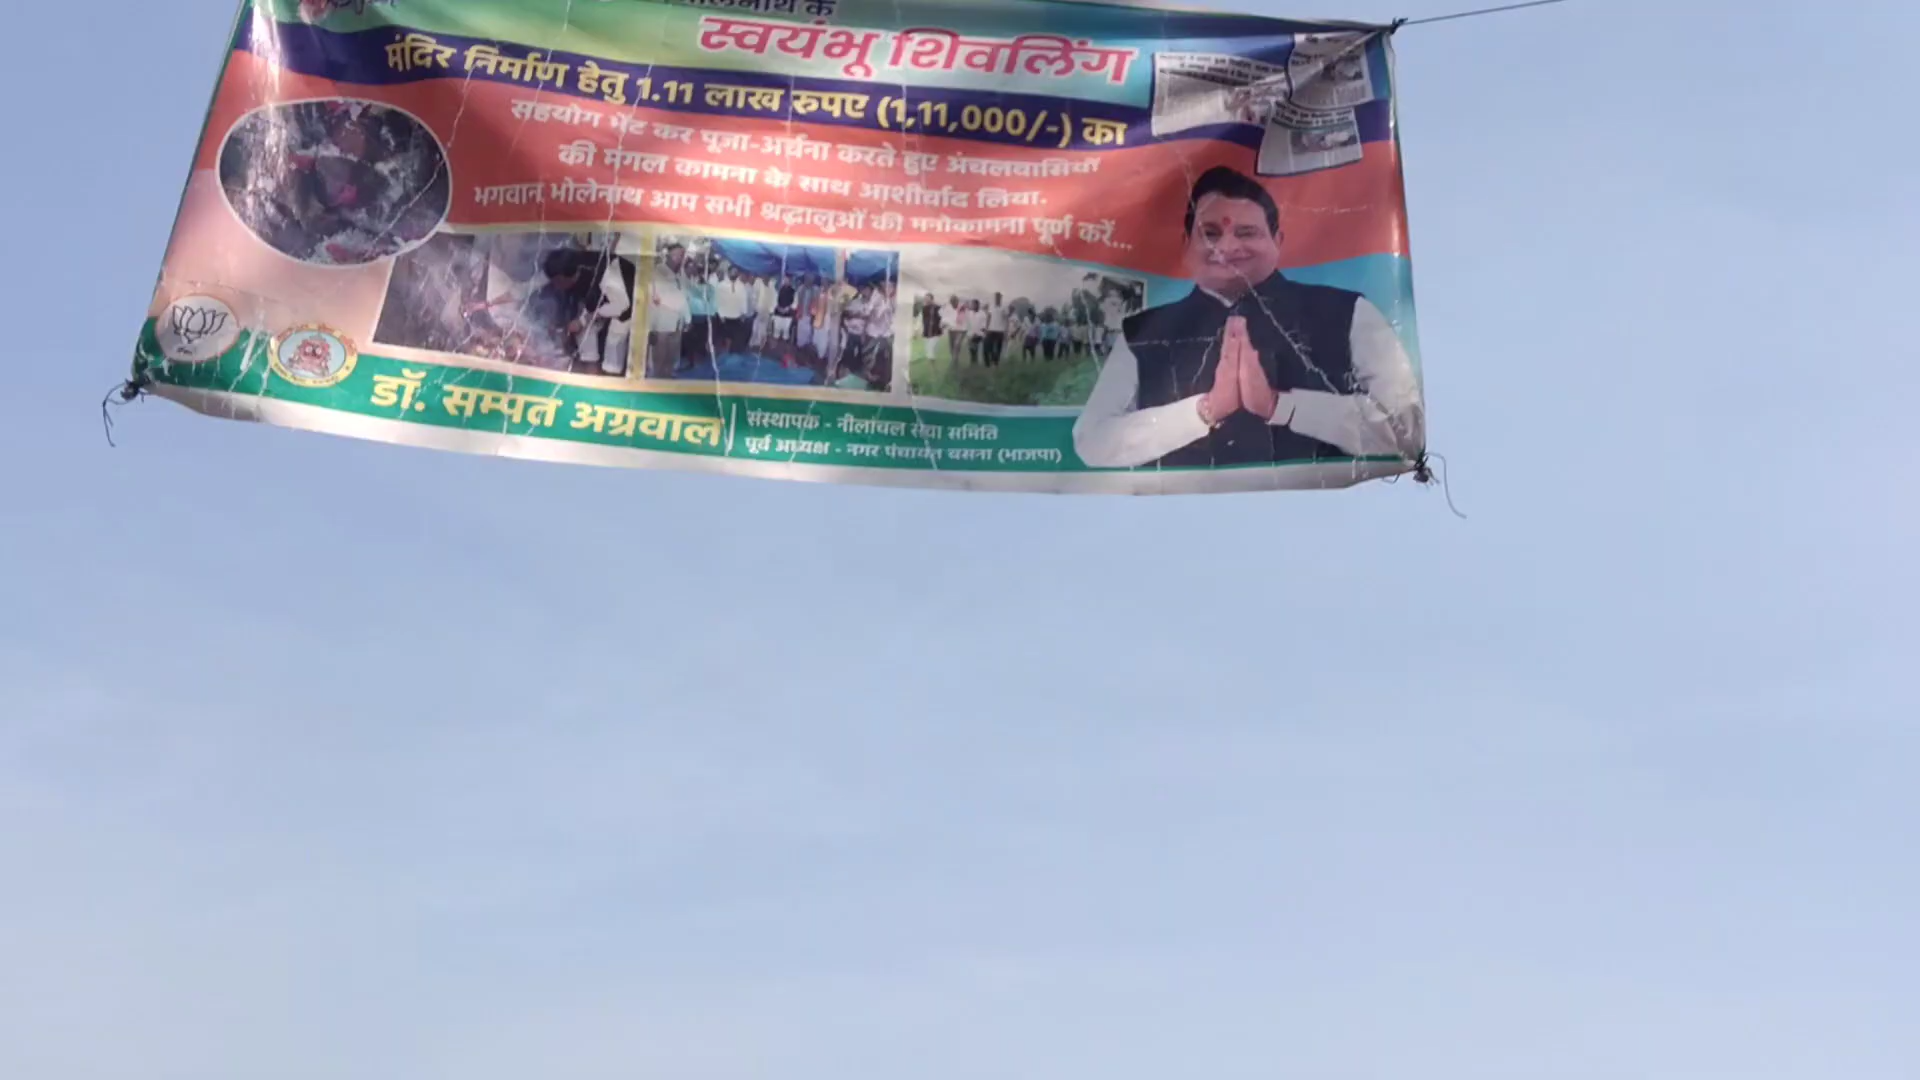 स्वयंभू शिवलिंग
मंदिर निर्माण हेतु 1.11 लाख रुपए (1,11,000/-) का
सहयोग भेंट कर पूजा-अर्चना करते हुए अंचलवासियों
की मंगल कामना के साथ आशीर्वाद लिया.
भगवान भोलेनाथ आप सभी श्रद्धालुओं की मनोकामना पूर्ण करें...
डॉ. सम्पत अग्रवाल
संस्थापक - नीलांचल सेवा समिति
पूर्व अध्यक्ष - नगर पंचायत बसना (भाजपा)